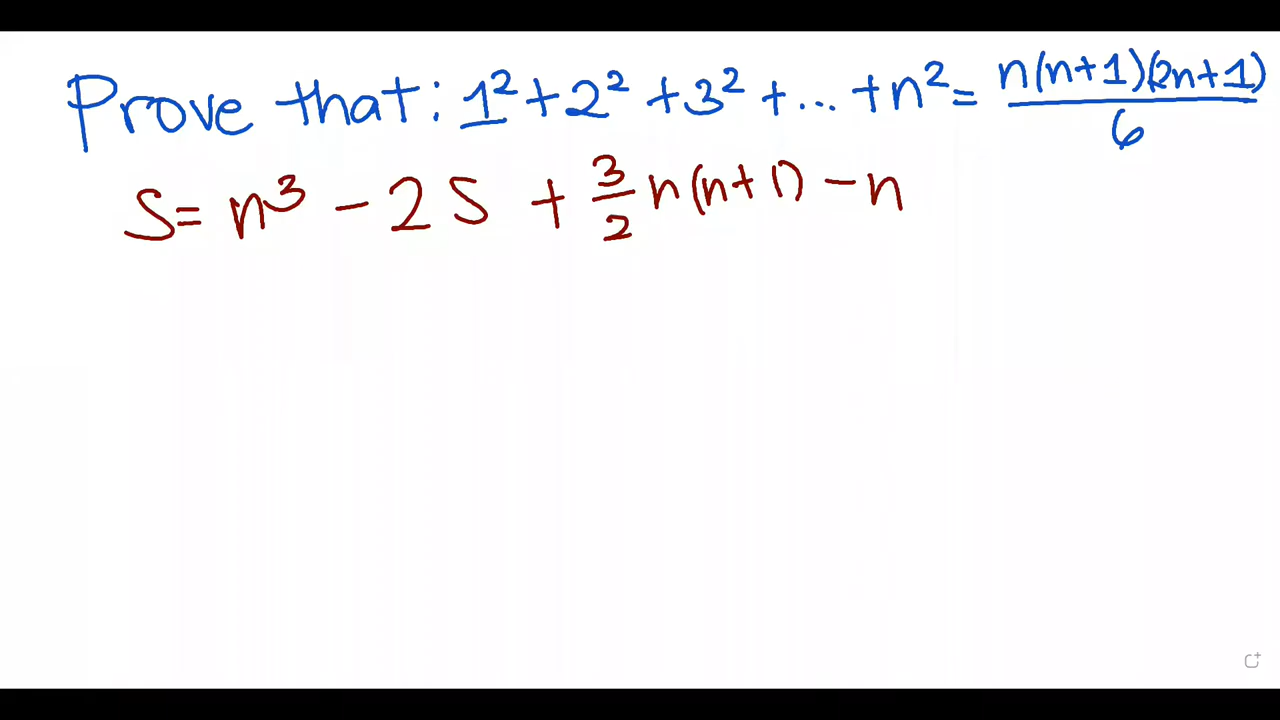 Prove that: 1² + 2² + 3² + ... + n² = n(n+1)(2n+1)/6
S = n³ - 2S + 3/2 n(n+1) - n